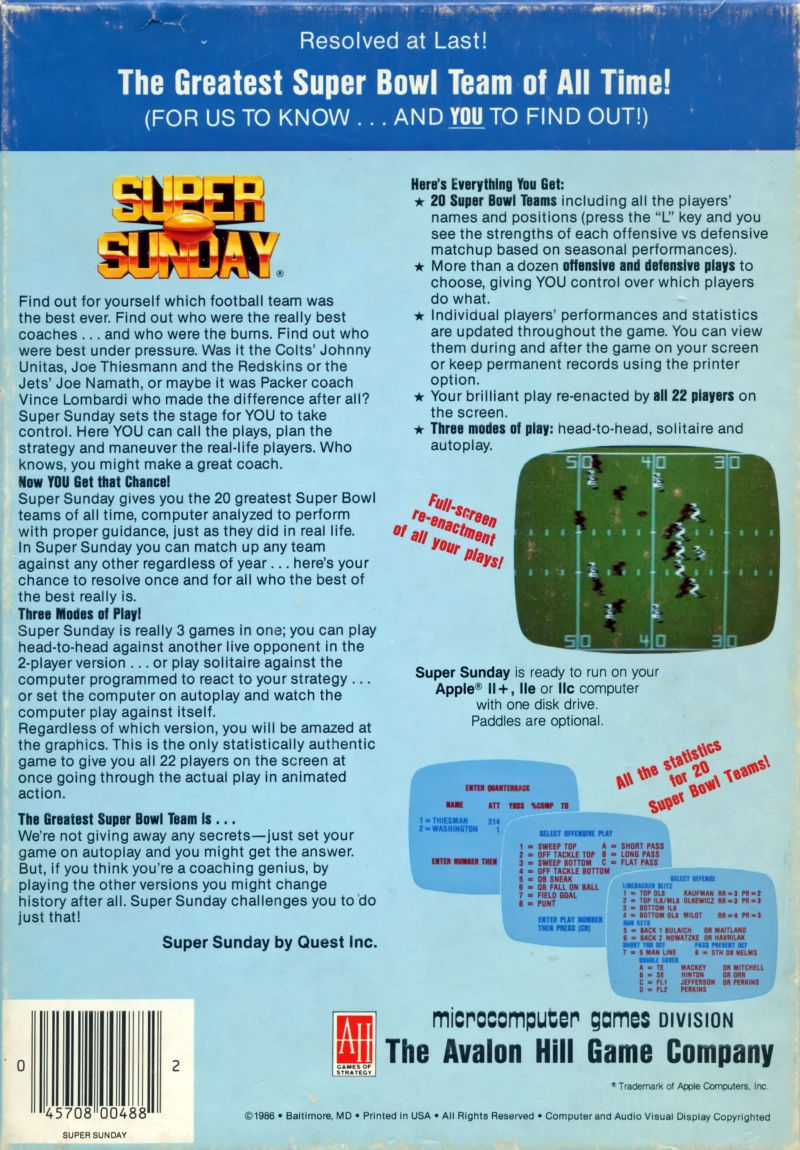 Resolved at Last!
The Greatest Super Bowl Team of All Time!
(FOR US TO KNOW . . . AND YOU TO FIND OUT!)
SUPER
SUNDAY®
Find out for yourself which football team was
the best ever. Find out who were the really best
coaches . . . and who were the bums. Find out who
were best under pressure. Was it the Colts' Johnny
Unitas, Joe Thiesmann and the Redskins or the
Jets' Joe Namath, or maybe it was Packer coach
Vince Lombardi who made the difference after all?
Super Sunday sets the stage for YOU to take
control. Here YOU can call the plays, plan the
strategy and maneuver the real-life players. Who
knows, you might make a great coach.
Now YOU Get that Chance!
Super Sunday gives you the 20 greatest Super Bowl
teams of all time, computer analyzed to perform
with proper guidance, just as they did in real life.
In Super Sunday you can match up any team
against any other regardless of year . . . here's your
chance to resolve once and for all who the best of
the best really is.
Three Modes of Play!
Super Sunday is really 3 games in one; you can play
head-to-head against another live opponent in the
2-player version . . . or play solitaire against the
computer programmed to react to your strategy . . .
or set the computer on autoplay and watch the
computer play against itself.
Regardless of which version, you will be amazed at
the graphics. This is the only statistically authentic
game to give you all 22 players on the screen at
once going through the actual play in animated
action.
The Greatest Super Bowl Team is . . .
We're not giving away any secrets—just set your
game on autoplay and you might get the answer.
But, if you think you're a coaching genius, by
playing the other versions you might change
history after all. Super Sunday challenges you to do
just that!
Super Sunday by Quest Inc.
Here's Everything You Get:
★ 20 Super Bowl Teams including all the players'
names and positions (press the "L" key and you
see the strengths of each offensive vs defensive
matchup based on seasonal performances).
★ More than a dozen offensive and defensive plays to
choose, giving YOU control over which players
do what.
★ Individual players' performances and statistics
are updated throughout the game. You can view
them during and after the game on your screen
or keep permanent records using the printer
option.
★ Your brilliant play re-enacted by all 22 players on
the screen.
★ Three modes of play: head-to-head, solitaire and
autoplay.
Full-screen
re-enactment
of all your plays!
50 40 30
50 40 30
Super Sunday is ready to run on your
Apple® II+, IIe or IIc computer
with one disk drive.
Paddles are optional.
All the statistics
for 20
Super Bowl Teams!
ENTER QUARTERBACK
NAME ATT YRDS %COMP TD
1 = THIESMAN 314
2 = WASHINGTON 1
ENTER NUMBER THEN
SELECT OFFENSIVE PLAY
1 = SWEEP TOP A = SHORT PASS
2 = OFF TACKLE TOP B = LONG PASS
3 = SWEEP BOTTOM C = FLAT PASS
4 = OFF TACKLE BOTTOM
5 = QB SNEAK
6 = QB FALL ON BALL
7 = FIELD GOAL
8 = PUNT
ENTER PLAY NUMBER
THEN PRESS (CR)
SELECT DEFENSE
LINEBACKER BLITZ
1 = TOP OLB KAUFMAN RR=3 PR=2
2 = TOP ILB/MLB OLKEWICZ RR=3 PR=3
3 = BOTTOM ILB
4 = BOTTOM OLB MILOT RR=4 PR=3
RUN KEYS
5 = BACK 1 BULAICH OR MAITLAND
6 = BACK 2 NOWATZKE OR HAVRILAK
SHORT YDG DEF PASS PREVENT DEF
7 = 6 MAN LINE 8 = 5TH DB NELMS
DOUBLE COVER
A = TE MACKEY OR MITCHELL
B = SE HINTON OR ORR
C = FL1 JEFFERSON OR PERKINS
D = FL2 PERKINS
microcomputer games DIVISION
AH
GAMES OF
STRATEGY
The Avalon Hill Game Company
® Trademark of Apple Computers, Inc.
0 45708 00488 2
SUPER SUNDAY
©1986 • Baltimore, MD • Printed in USA • All Rights Reserved • Computer and Audio Visual Display Copyrighted